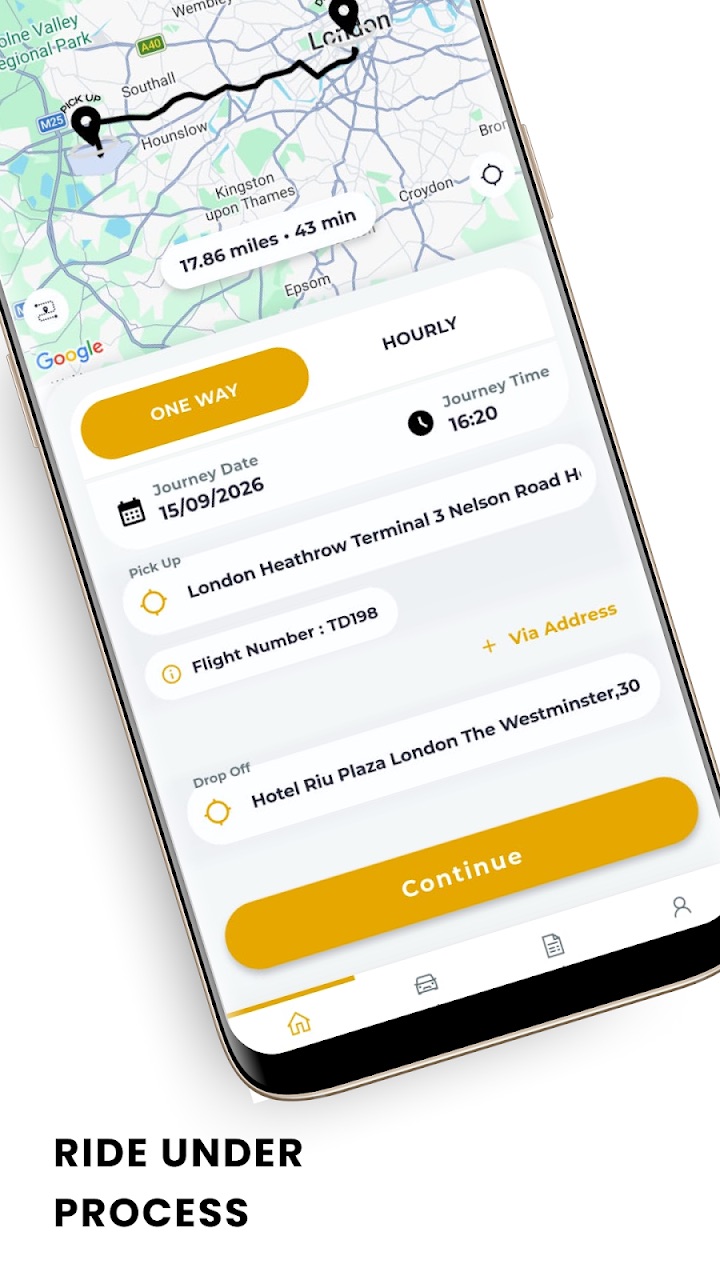 Wembley
olne Valley
egional Park
A40
London
Southall
PICK UP
M25
Hounslow
Kingston
upon Thames
Croydon
17.86 miles • 43 min
Epsom
Google
ONE WAY
HOURLY
Journey Date
15/09/2026
Journey Time
16:20
Pick Up
London Heathrow Terminal 3 Nelson Road H
Flight Number : TD198
+ Via Address
Drop Off
Hotel Riu Plaza London The Westminster,30
Continue
RIDE UNDER
PROCESS